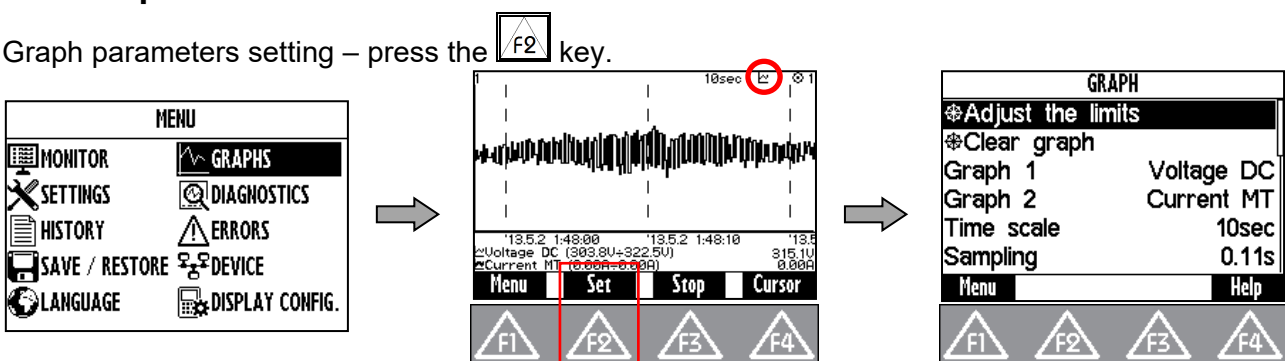 Graph parameters setting – press the F2 key.
MENU
MONITOR GRAPHS
SETTINGS DIAGNOSTICS
HISTORY ERRORS
SAVE / RESTORE DEVICE
LANGUAGE DISPLAY CONFIG.
1 10sec 1
'13.5.2 1:48:00 '13.5.2 1:48:10 '13.5
Voltage DC (303.8V÷322.5V) 315.1V
Current MT (0.00A÷0.00A) 0.00A
Menu Set Stop Cursor
F1 F2 F3 F4
GRAPH
Adjust the limits
Clear graph
Graph 1 Voltage DC
Graph 2 Current MT
Time scale 10sec
Sampling 0.11s
Menu Help
F1 F2 F3 F4